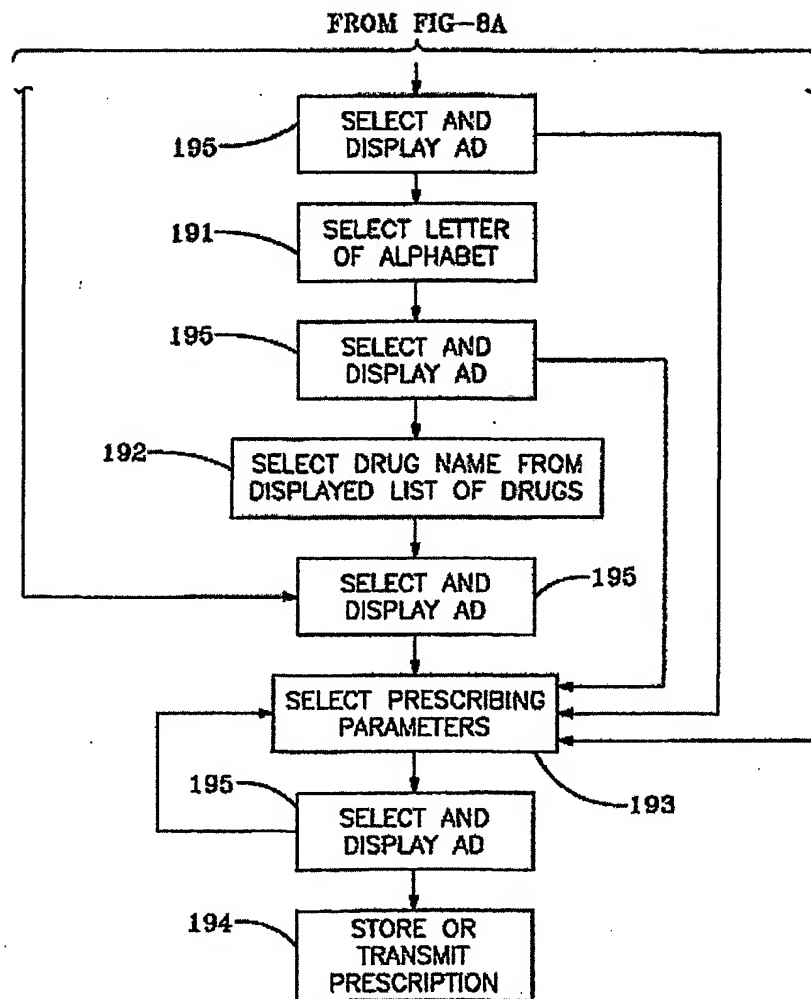 FROM FIG-8A
195
SELECT AND
DISPLAY AD
191
SELECT LETTER
OF ALPHABET
195
SELECT AND
DISPLAY AD
192
SELECT DRUG NAME FROM
DISPLAYED LIST OF DRUGS
SELECT AND
DISPLAY AD
195
SELECT PRESCRIBING
PARAMETERS
193
195
SELECT AND
DISPLAY AD
194
STORE OR
TRANSMIT
PRESCRIPTION